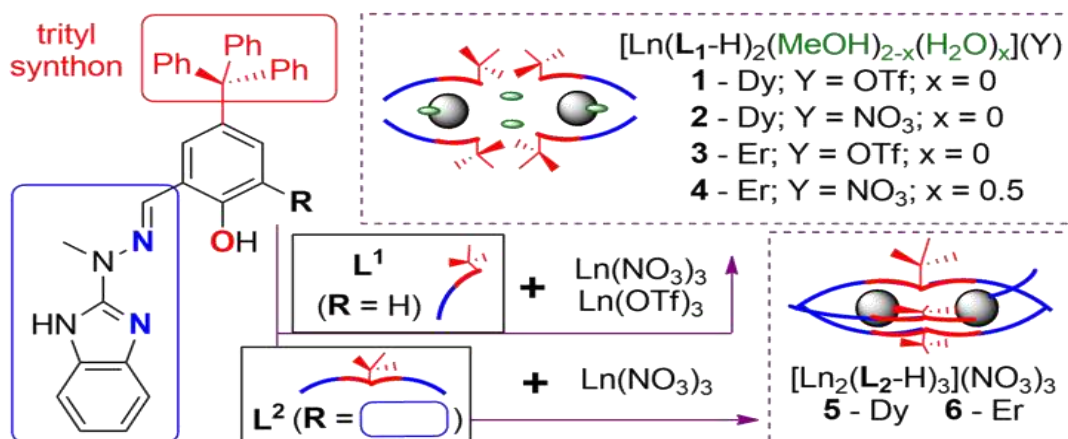 trityl
synthon
Ph
Ph
Ph
R
OH
N
N
HN
N
[Ln(L₁-H)₂(MeOH)₂₋ₓ(H₂O)ₓ](Y)
1 - Dy; Y = OTf; x = 0
2 - Dy; Y = NO₃; x = 0
3 - Er; Y = OTf; x = 0
4 - Er; Y = NO₃; x = 0.5
L¹
(R = H)
+
Ln(NO₃)₃
Ln(OTf)₃
L² (R = )
+
Ln(NO₃)₃
[Ln₂(L₂-H)₃](NO₃)₃
5 - Dy 6 - Er